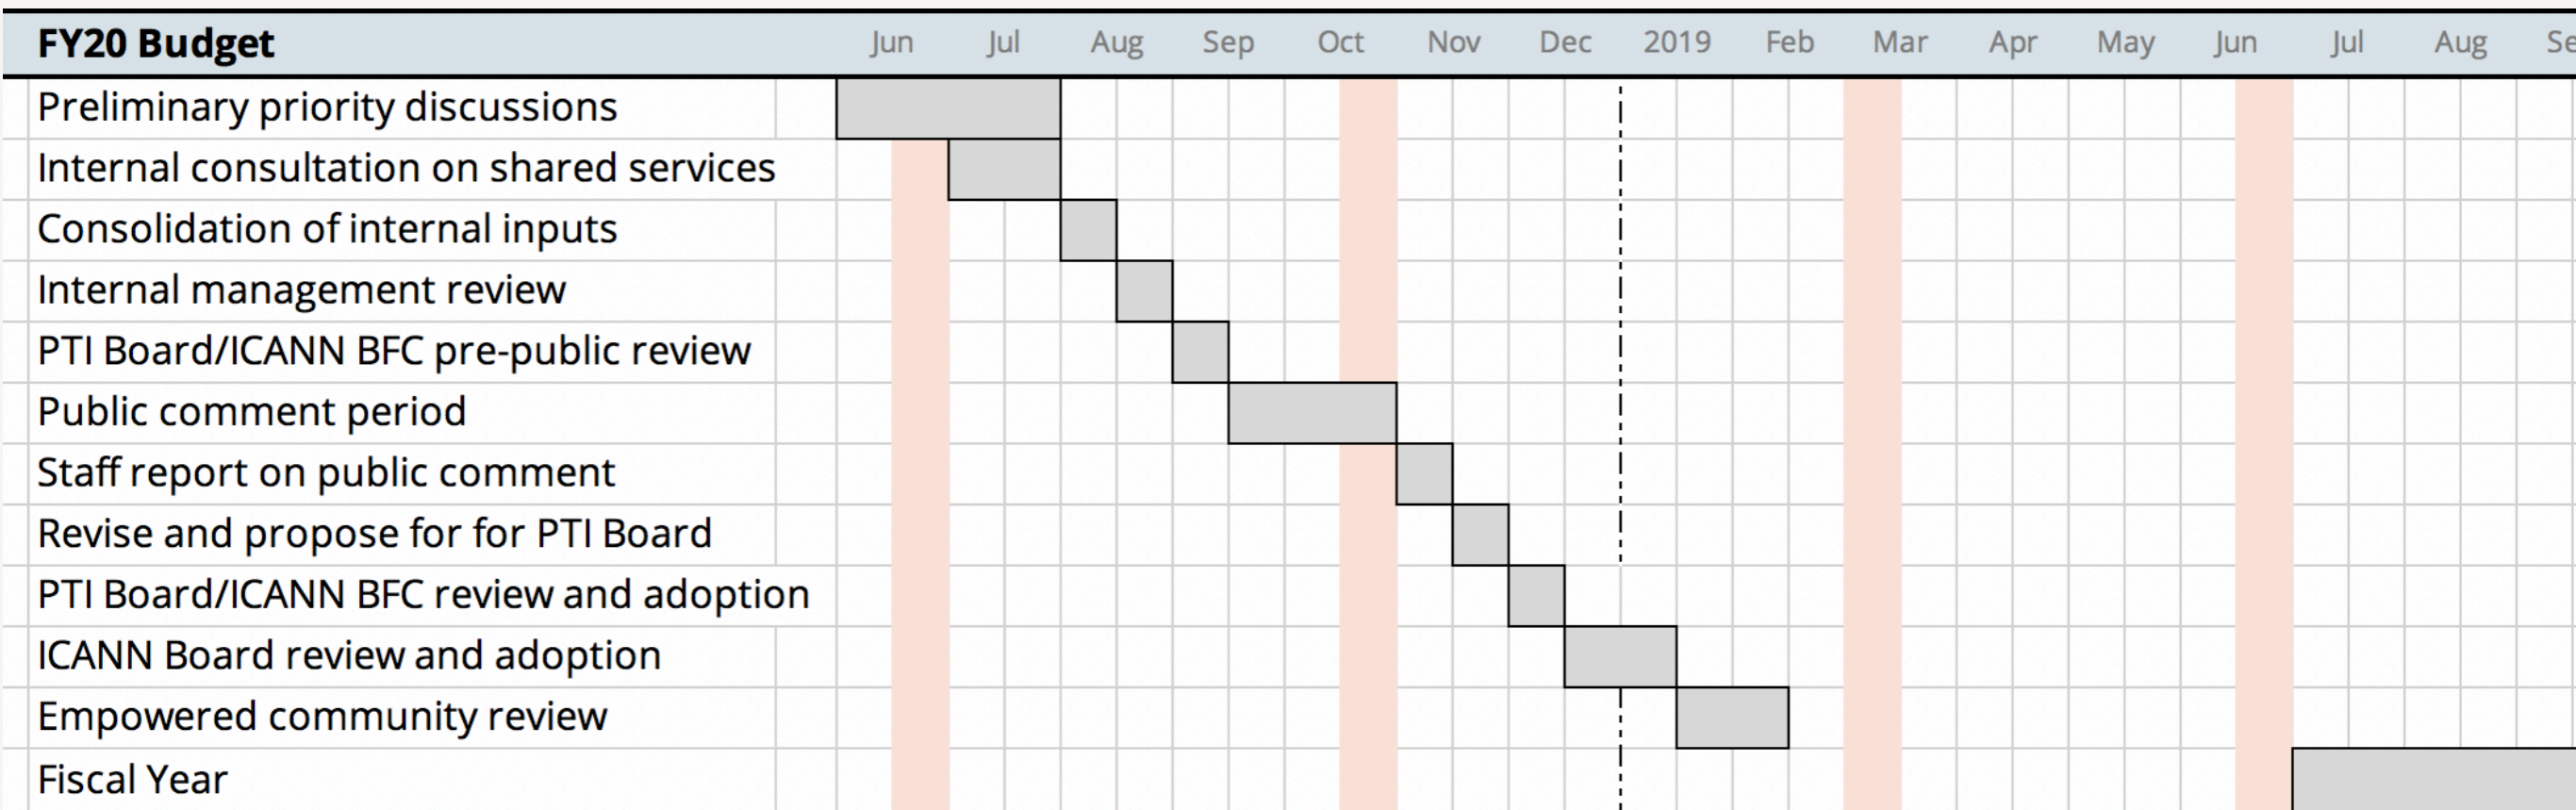 FY20 Budget Jun Jul Aug Sep Oct Nov Dec 2019 Feb Mar Apr May Jun Jul Aug Se
Preliminary priority discussions
Internal consultation on shared services
Consolidation of internal inputs
Internal management review
PTI Board/ICANN BFC pre-public review
Public comment period
Staff report on public comment
Revise and propose for for PTI Board
PTI Board/ICANN BFC review and adoption
ICANN Board review and adoption
Empowered community review
Fiscal Year